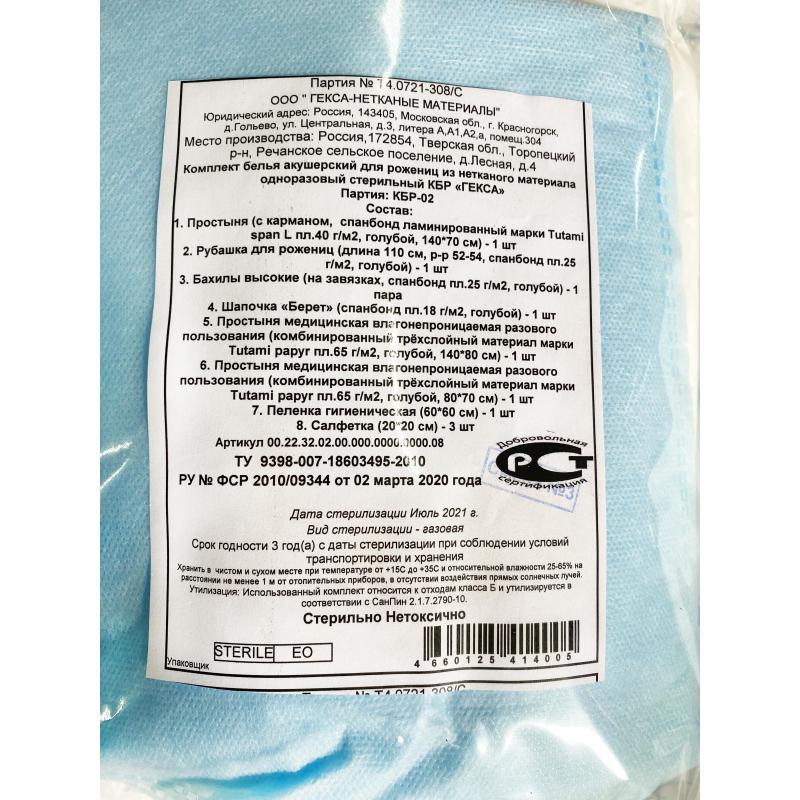 Партия № Т4.0721-308/С
ООО " ГЕКСА-НЕТКАНЫЕ МАТЕРИАЛЫ"
Юридический адрес: Россия, 143405, Московская обл., г. Красногорск,
д.Гольево, ул. Центральная, д.3, литера А,А1,А2,а, помещ.304
Место производства: Россия,172854, Тверская обл., Торопецкий
р-н, Речанское сельское поселение, д.Лесная, д.4
Комплект белья акушерский для рожениц из нетканого материала
одноразовый стерильный КБР «ГЕКСА»
Партия: КБР-02
Состав:
1. Простыня (с карманом, спанбонд ламинированный марки Tutami
span L пл.40 г/м2, голубой, 140*70 см) - 1 шт
2. Рубашка для рожениц (длина 110 см, р-р 52-54, спанбонд пл.25
г/м2, голубой) - 1 шт
3. Бахилы высокие (на завязках, спанбонд пл.25 г/м2, голубой) - 1
пара
4. Шапочка «Берет» (спанбонд пл.18 г/м2, голубой) - 1 шт
5. Простыня медицинская влагонепроницаемая разового
пользования (комбинированный трёхслойный материал марки
Tutami papyr пл.65 г/м2, голубой, 140*80 см) - 1 шт
6. Простыня медицинская влагонепроницаемая разового
пользования (комбинированный трёхслойный материал марки
Tutami papyr пл.65 г/м2, голубой, 80*70 см) - 1 шт
7. Пеленка гигиеническая (60*60 см) - 1 шт
8. Салфетка (20*20 см) - 3 шт
Артикул 00.22.32.02.00.000.0000.0000.08
ТУ 9398-007-18603495-2010
РУ № ФСР 2010/09344 от 02 марта 2020 года
Добровольная
РСТ
сертификация
№3
Дата стерилизации Июль 2021 г.
Вид стерилизации - газовая
Срок годности 3 год(а) с даты стерилизации при соблюдении условий
транспортировки и хранения
Хранить в чистом и сухом месте при температуре от +15С до +35С и относительной влажности 25-65% на
расстоянии не менее 1 м от отопительных приборов, в отсутствии воздействия прямых солнечных лучей.
Утилизация: Использованный комплект относится к отходам класса Б и утилизируется в
соответствии с СанПин 2.1.7.2790-10.
Стерильно Нетоксично
STERILE EO
4 660125 414005
Упаковщик
Партия № Т4.0721-308/С